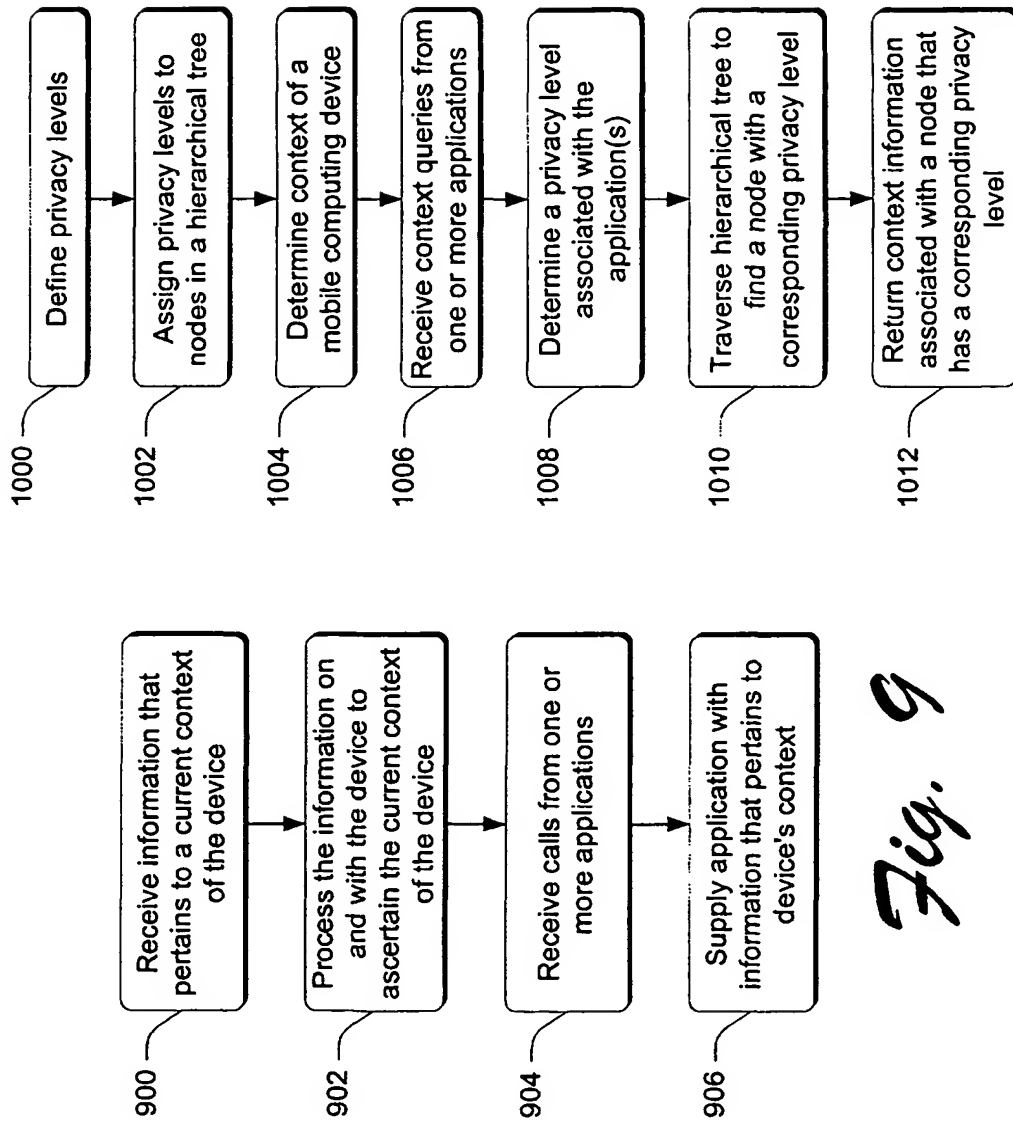 1000
Define privacy levels
1002
Assign privacy levels to
nodes in a hierarchical tree
1004
Determine context of a
mobile computing device
1006
Receive context queries from
one or more applications
1008
Determine a privacy level
associated with the
application(s)
1010
Traverse hierarchical tree to
find a node with a
corresponding privacy level
1012
Return context information
associated with a node that
has a corresponding privacy
level
900
Receive information that
pertains to a current context
of the device
902
Process the information on
and with the device to
ascertain the current context
of the device
904
Receive calls from one or
more applications
906
Supply application with
information that pertains to
device's context
Fig. 9